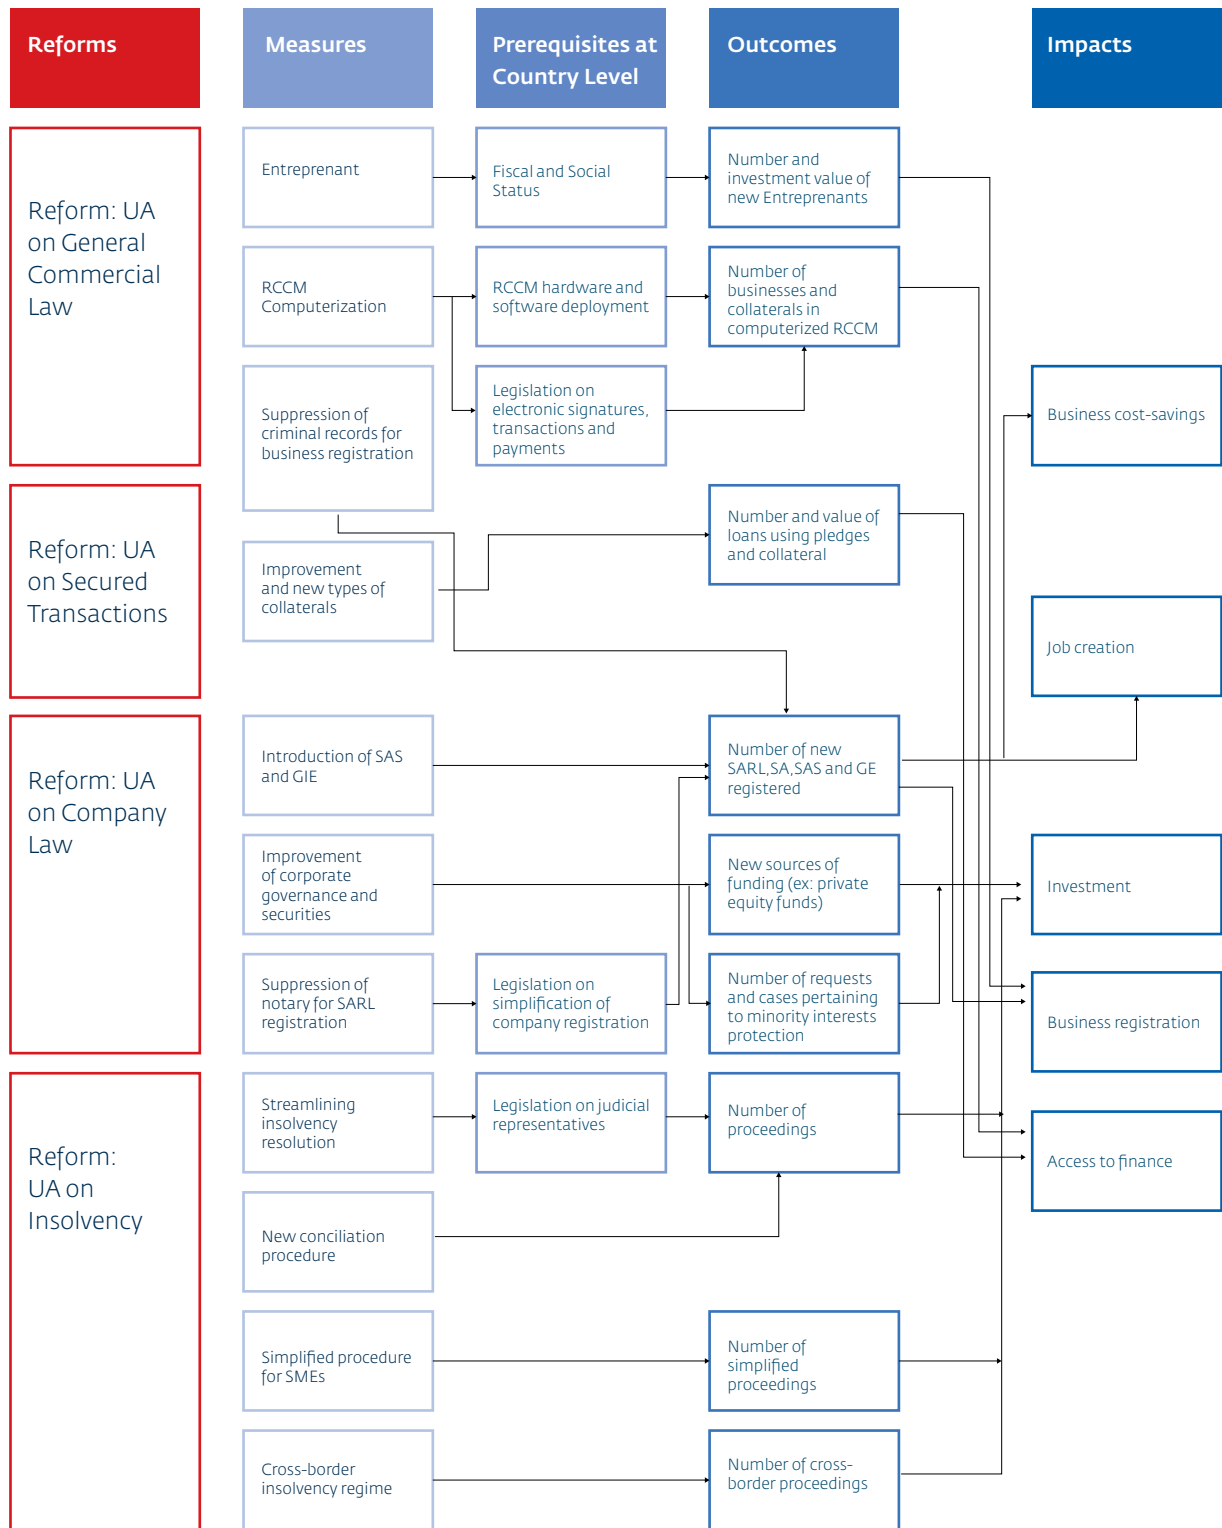 Reforms
Measures
Prerequisites at
Country Level
Outcomes
Impacts
Reform: UA
on General
Commercial
Law
Entreprenant
Fiscal and Social
Status
Number and
investment value of
new Entreprenants
RCCM
Computerization
RCCM hardware and
software deployment
Number of
businesses and
collaterals in
computerized RCCM
Suppression of
criminal records for
business registration
Legislation on
electronic signatures,
transactions and
payments
Business cost-savings
Reform: UA
on Secured
Transactions
Improvement
and new types of
collaterals
Number and value of
loans using pledges
and collateral
Job creation
Reform: UA
on Company
Law
Introduction of SAS
and GIE
Number of new
SARL,SA,SAS and GE
registered
Improvement
of corporate
governance and
securities
New sources of
funding (ex: private
equity funds)
Investment
Suppression of
notary for SARL
registration
Legislation on
simplification of
company registration
Number of requests
and cases pertaining
to minority interests
protection
Business registration
Reform:
UA on
Insolvency
Streamlining
insolvency
resolution
Legislation on judicial
representatives
Number of
proceedings
Access to finance
New conciliation
procedure
Simplified procedure
for SMEs
Number of
simplified
proceedings
Cross-border
insolvency regime
Number of cross-
border proceedings